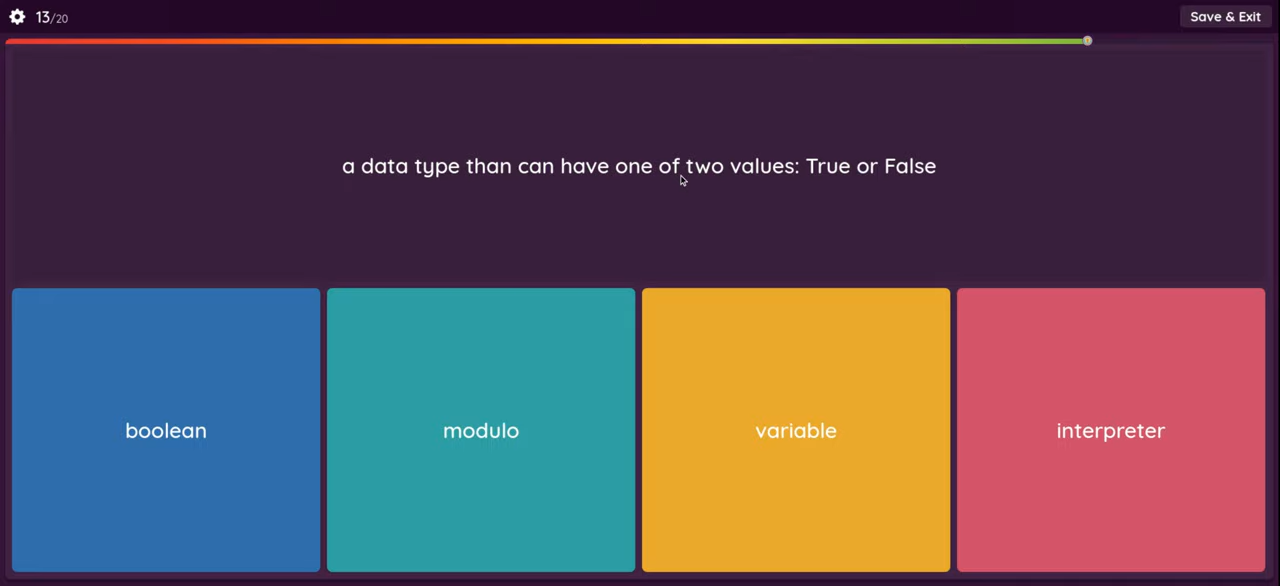 13/20
Save & Exit
a data type than can have one of two values: True or False
boolean
modulo
variable
interpreter